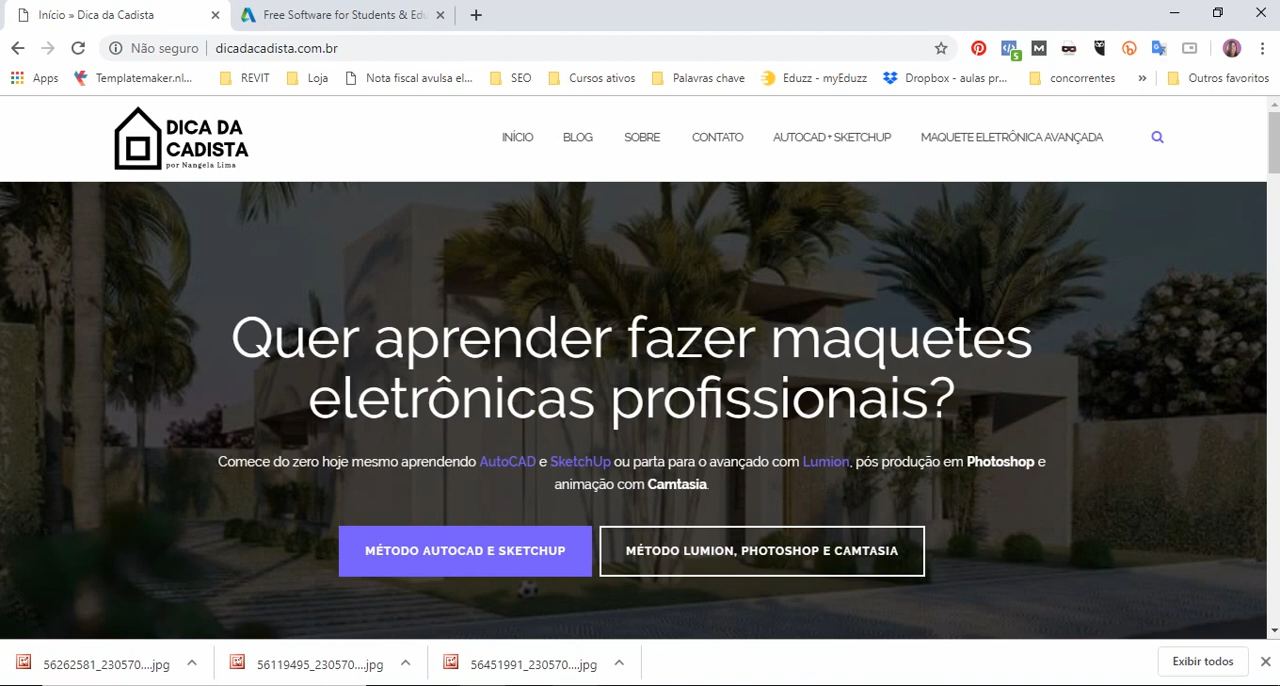 Início » Dica da Cadista
Free Software for Students & Edu
Não seguro
dicadacadista.com.br
5
Apps
Templatemaker.nl...
REVIT
Loja
Nota fiscal avulsa el...
SEO
Cursos ativos
Palavras chave
Eduzz - myEduzz
Dropbox - aulas pr...
concorrentes
»
Outros favoritos
DICA DA
CADISTA
por Nangela Lima
INÍCIO
BLOG
SOBRE
CONTATO
AUTOCAD + SKETCHUP
MAQUETE ELETRÔNICA AVANÇADA
Quer aprender fazer maquetes
eletrônicas profissionais?
Comece do zero hoje mesmo aprendendo AutoCAD e SketchUp ou parta para o avançado com Lumion, pós produção em Photoshop e
animação com Camtasia.
MÉTODO AUTOCAD E SKETCHUP
MÉTODO LUMION, PHOTOSHOP E CAMTASIA
56262581_230570....jpg
56119495_230570....jpg
56451991_230570....jpg
Exibir todos